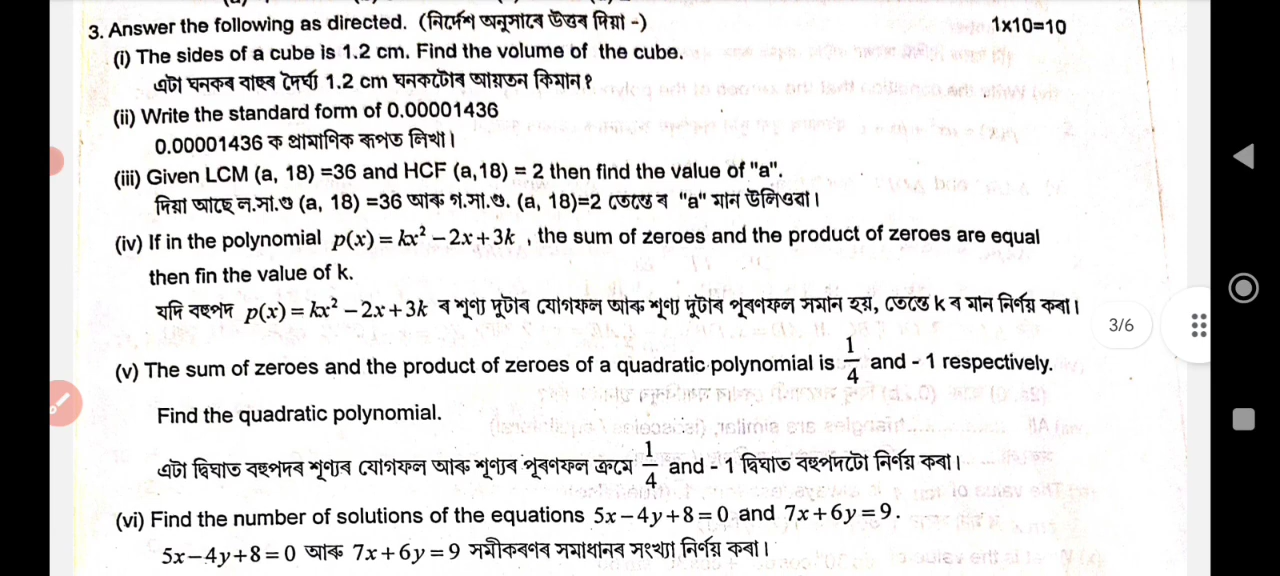 3. Answer the following as directed. (নিৰ্দেশ অনুসাৰে উত্তৰ দিয়া -) 1x10=10
(i) The sides of a cube is 1.2 cm. Find the volume of the cube.
এটা ঘনকৰ বাহুৰ দৈৰ্ঘ্য 1.2 cm ঘনকটোৰ আয়তন কিমান ?
(ii) Write the standard form of 0.00001436
0.00001436 ক প্ৰামাণিক ৰূপত লিখা।
(iii) Given LCM (a, 18) =36 and HCF (a,18) = 2 then find the value of "a".
দিয়া আছে ল.সা.গু (a, 18) =36 আৰু গ.সা.গু. (a, 18)=2 তেন্তে ৰ "a" মান উলিওৱা।
(iv) If in the polynomial p(x) = kx² – 2x + 3k , the sum of zeroes and the product of zeroes are equal
then fin the value of k.
যদি বহুপদ p(x) = kx² – 2x + 3k ৰ শূণ্য দুটাৰ যোগফল আৰু শূণ্য দুটাৰ পূৰণফল সমান হয়, তেন্তে k ৰ মান নিৰ্ণয় কৰা।
3/6
(v) The sum of zeroes and the product of zeroes of a quadratic polynomial is 1/4 and - 1 respectively.
Find the quadratic polynomial.
এটা দ্বিঘাত বহুপদৰ শূণ্যৰ যোগফল আৰু শূণ্যৰ পূৰণফল ক্ৰমে 1/4 and - 1 দ্বিঘাত বহুপদটো নিৰ্ণয় কৰা।
(vi) Find the number of solutions of the equations 5x – 4y + 8 = 0 and 7x + 6y = 9.
5x – 4y + 8 = 0 আৰু 7x + 6y = 9 সমীকৰণৰ সমাধানৰ সংখ্যা নিৰ্ণয় কৰা।